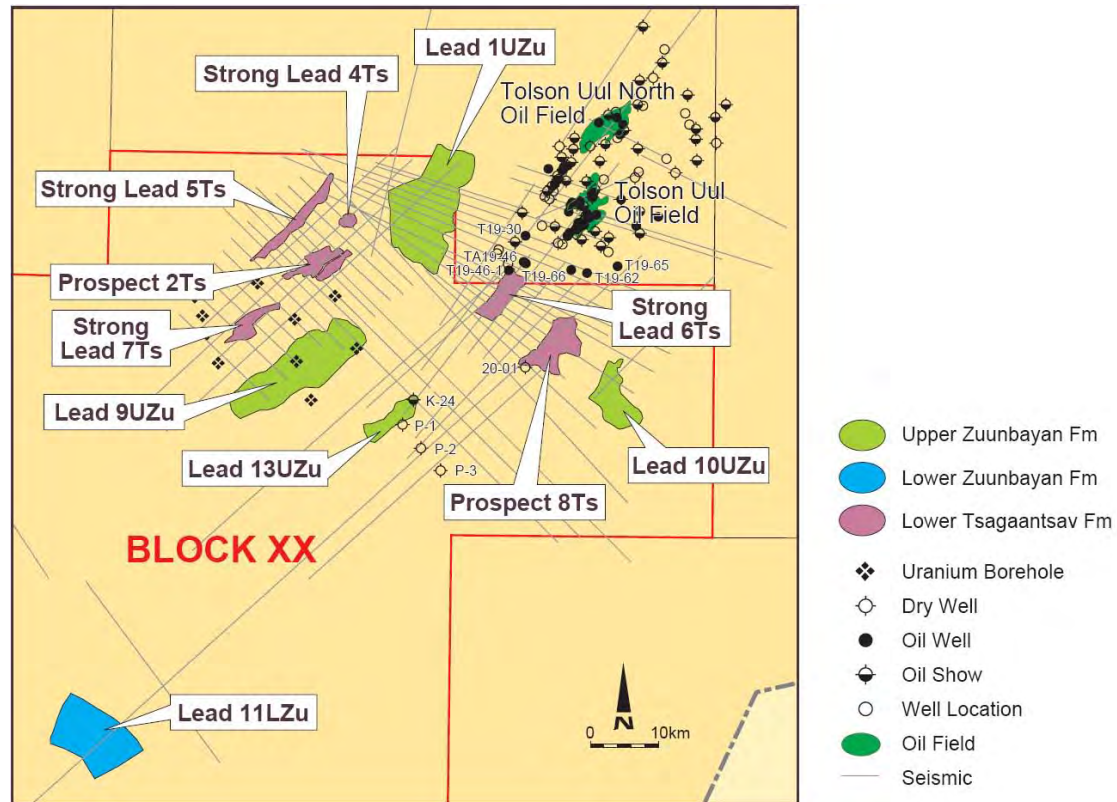 Lead 1UZu
Strong Lead 4Ts
Tolson Uul North
Oil Field
Strong Lead 5Ts
Tolson Uul
Oil Field
T19-30
TA19-46
T19-46-1
T19-66
T19-62
T19-65
Prospect 2Ts
Strong
Lead 6Ts
Strong
Lead 7Ts
20-01
Lead 9UZu
K-24
P-1
P-2
P-3
Lead 13UZu
Lead 10UZu
Prospect 8Ts
BLOCK XX
Lead 11LZu
N
0 10km
Upper Zuunbayan Fm
Lower Zuunbayan Fm
Lower Tsagaantsav Fm
Uranium Borehole
Dry Well
Oil Well
Oil Show
Well Location
Oil Field
Seismic